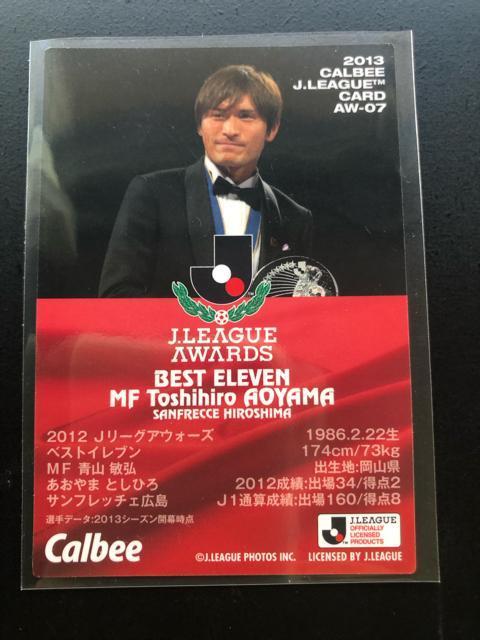 2013
CALBEE
J.LEAGUE™
CARD
AW-07
J.LEAGUE
AWARDS
BEST ELEVEN
MF Toshihiro AOYAMA
SANFRECCE HIROSHIMA
2012 Jリーグアウォーズ
ベストイレブン
MF 青山 敏弘
あおやま としひろ
サンフレッチェ広島
選手データ:2013シーズン開幕時点
1986.2.22生
174cm/73kg
出生地:岡山県
2012成績:出場34/得点2
J1通算成績:出場160/得点8
Calbee
J.LEAGUE
OFFICIALLY
LICENSED
PRODUCTS
©J.LEAGUE PHOTOS INC. LICENSED BY J.LEAGUE